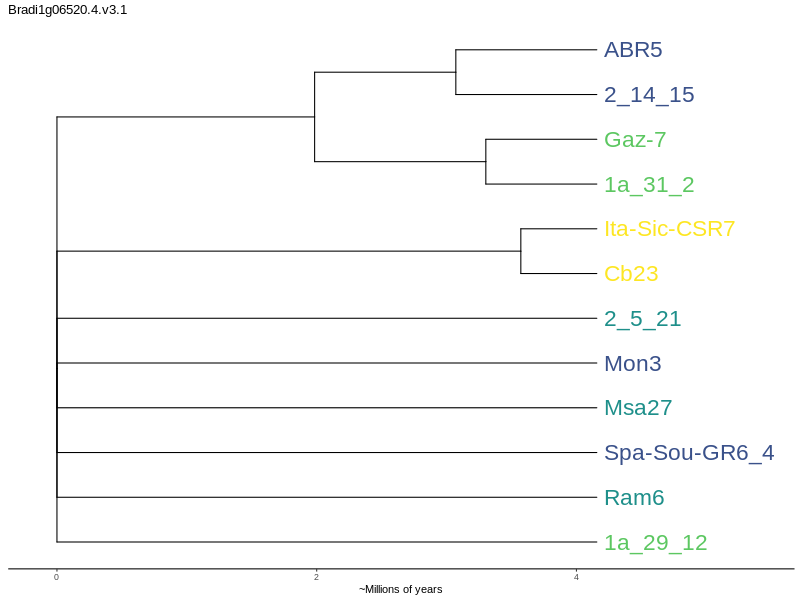 Bradi1g06520.4.v3.1
ABR5
2_14_15
Gaz-7
1a_31_2
Ita-Sic-CSR7
Cb23
2_5_21
Mon3
Msa27
Spa-Sou-GR6_4
Ram6
1a_29_12
0 2 4
~Millions of years